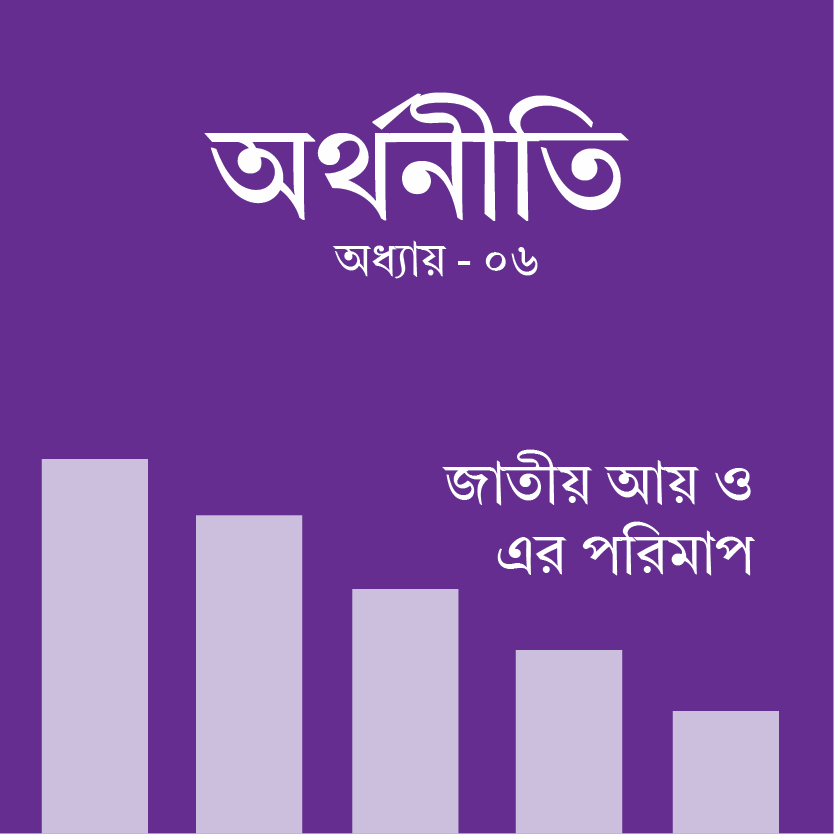 অর্থনীতি
অধ্যায় - ০৬
জাতীয় আয় ও
এর পরিমাপ